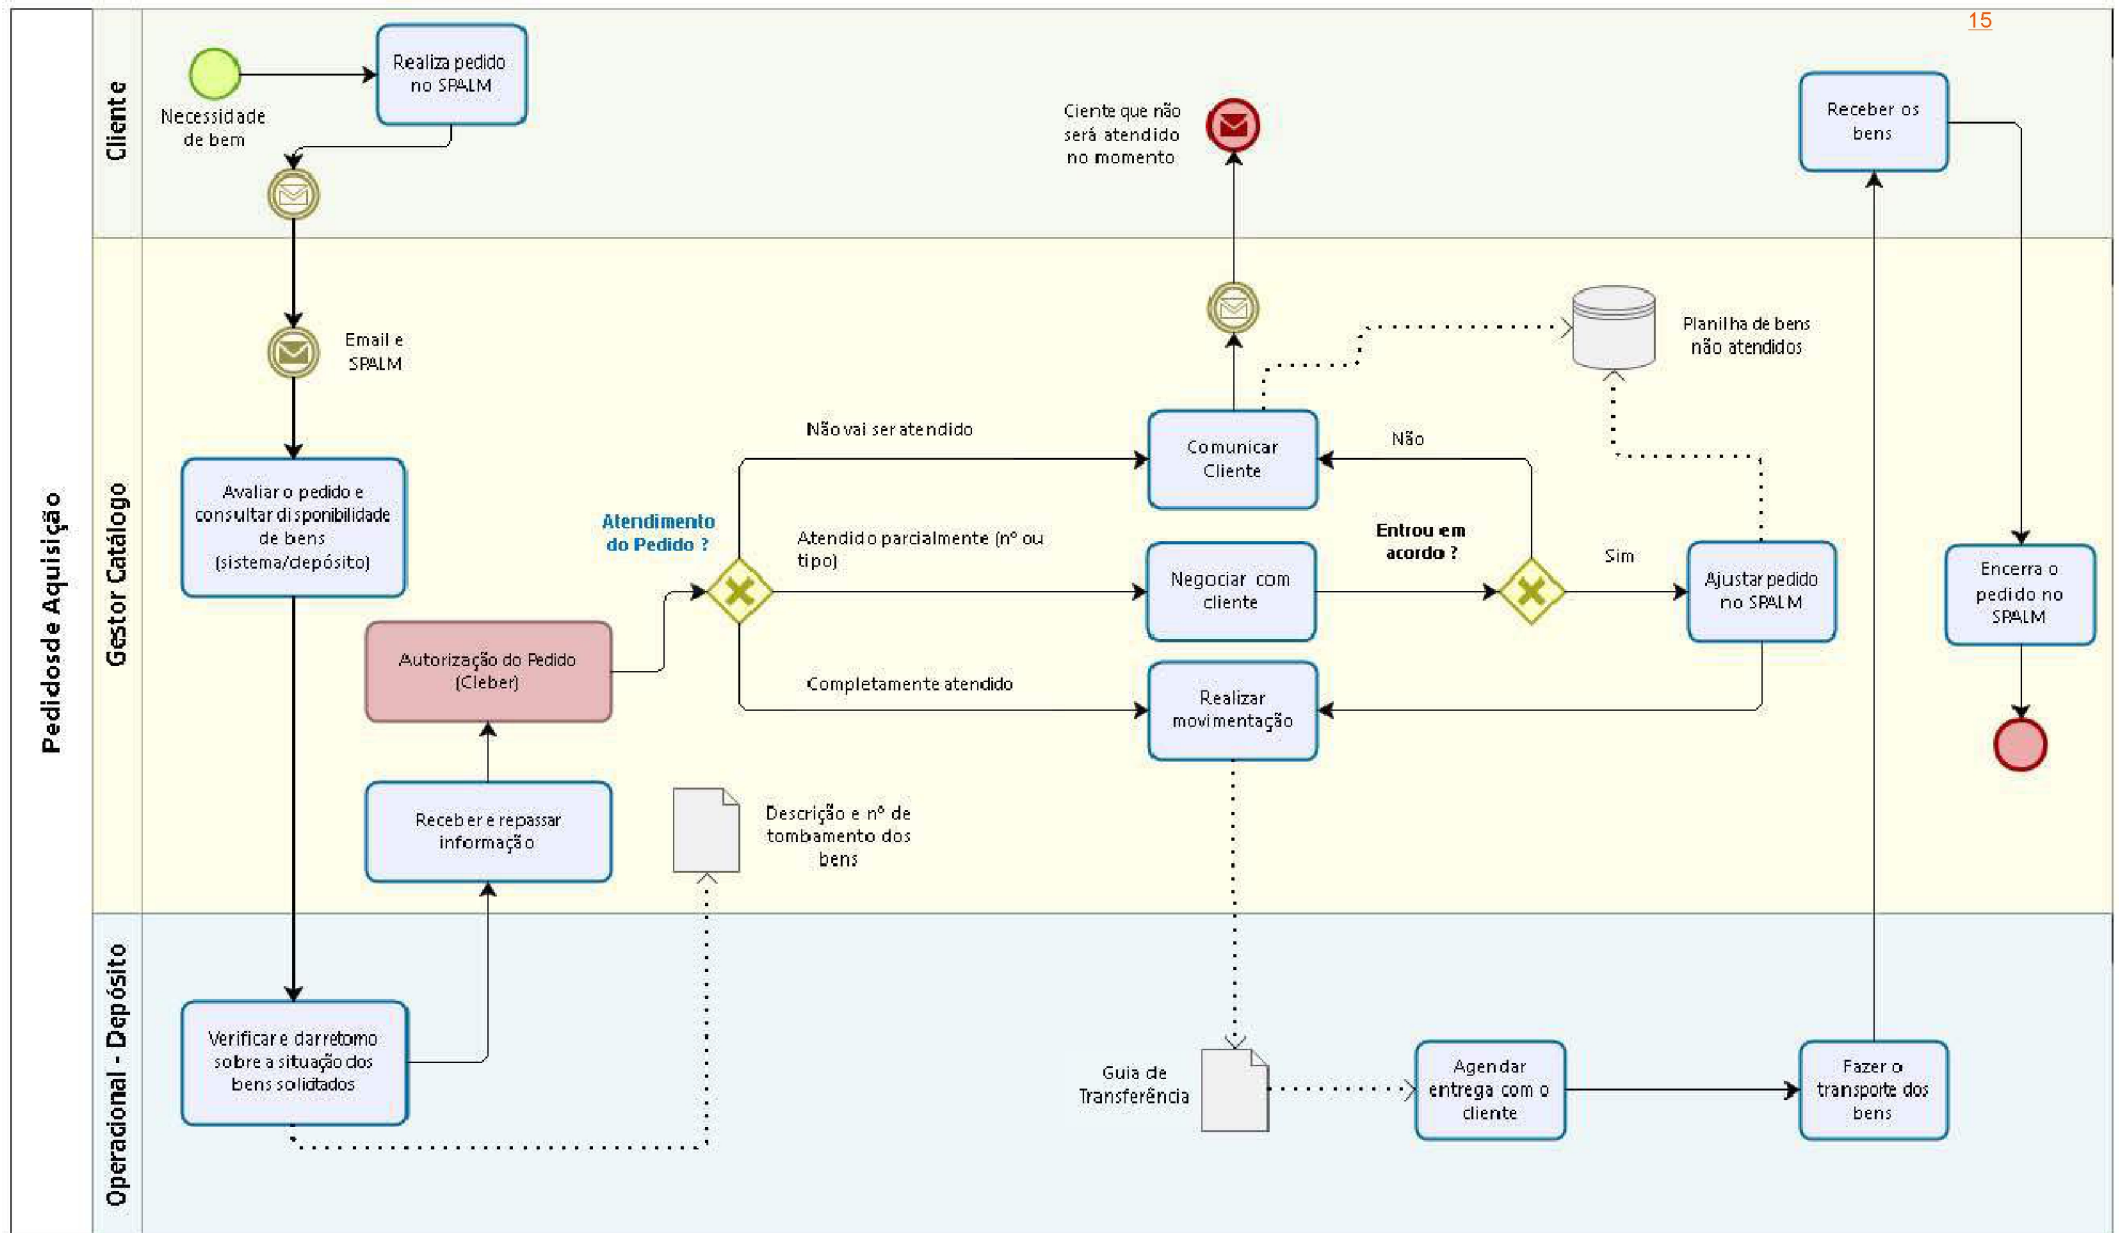 15
Pedidosde Aquisição
Cliente
Necessidade
de bem
Realiza pedido
no SPALM
Ciente que não
será atendido
no momento
Receber os
bens
Gestor Catálogo
Email e
SPALM
Avaliar o pedido e
consultar disponibilidade
de bens
(sistema/depósito)
Autorização do Pedido
(Cleber)
Receber e repassar
informação
Descrição e nº de
tombamento dos
bens
Atendimento
do Pedido ?
Não vai ser atendido
Atendido parcialmente (nº ou
tipo)
Completamente atendido
Comunicar
Cliente
Negociar com
cliente
Realizar
movimentação
Não
Entrou em
acordo ?
Sim
Ajustar pedido
no SPALM
Planilha de bens
não atendidos
Encerra o
pedido no
SPALM
Operacional - Depósito
Verificar e dar retorno
sobre a situação dos
bens solicitados
Guia de
Transferência
Agendar
entrega com o
cliente
Fazer o
transporte dos
bens